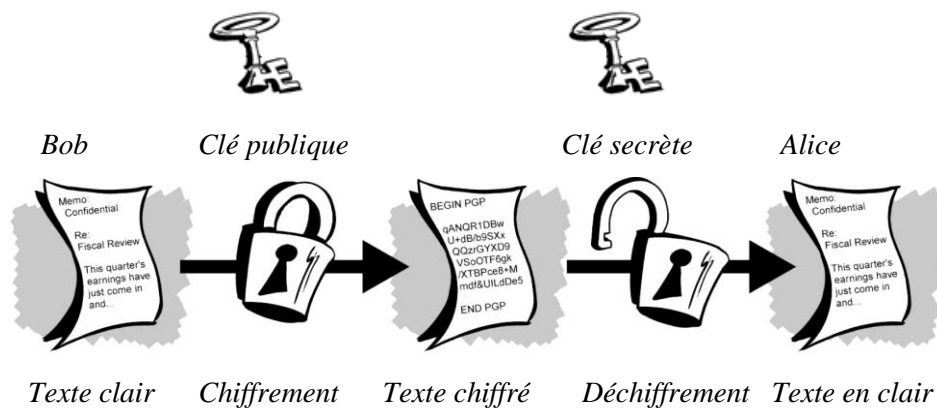 Bob Clé publique Clé secrète Alice
Memo:
Confidential
Re:
Fiscal Review
This quarter's
earnings have
just come in
and...
BEGIN PGP
qANQR1DBw
U+dB/b9SXx
QQzrGYXD9
VSoOTF6gk
/XTBPce8+M
mdf&UILdDe5
END PGP
Memo:
Confidential
Re:
Fiscal Review
This quarter's
earnings have
just come in
and...
Texte clair Chiffrement Texte chiffré Déchiffrement Texte en clair